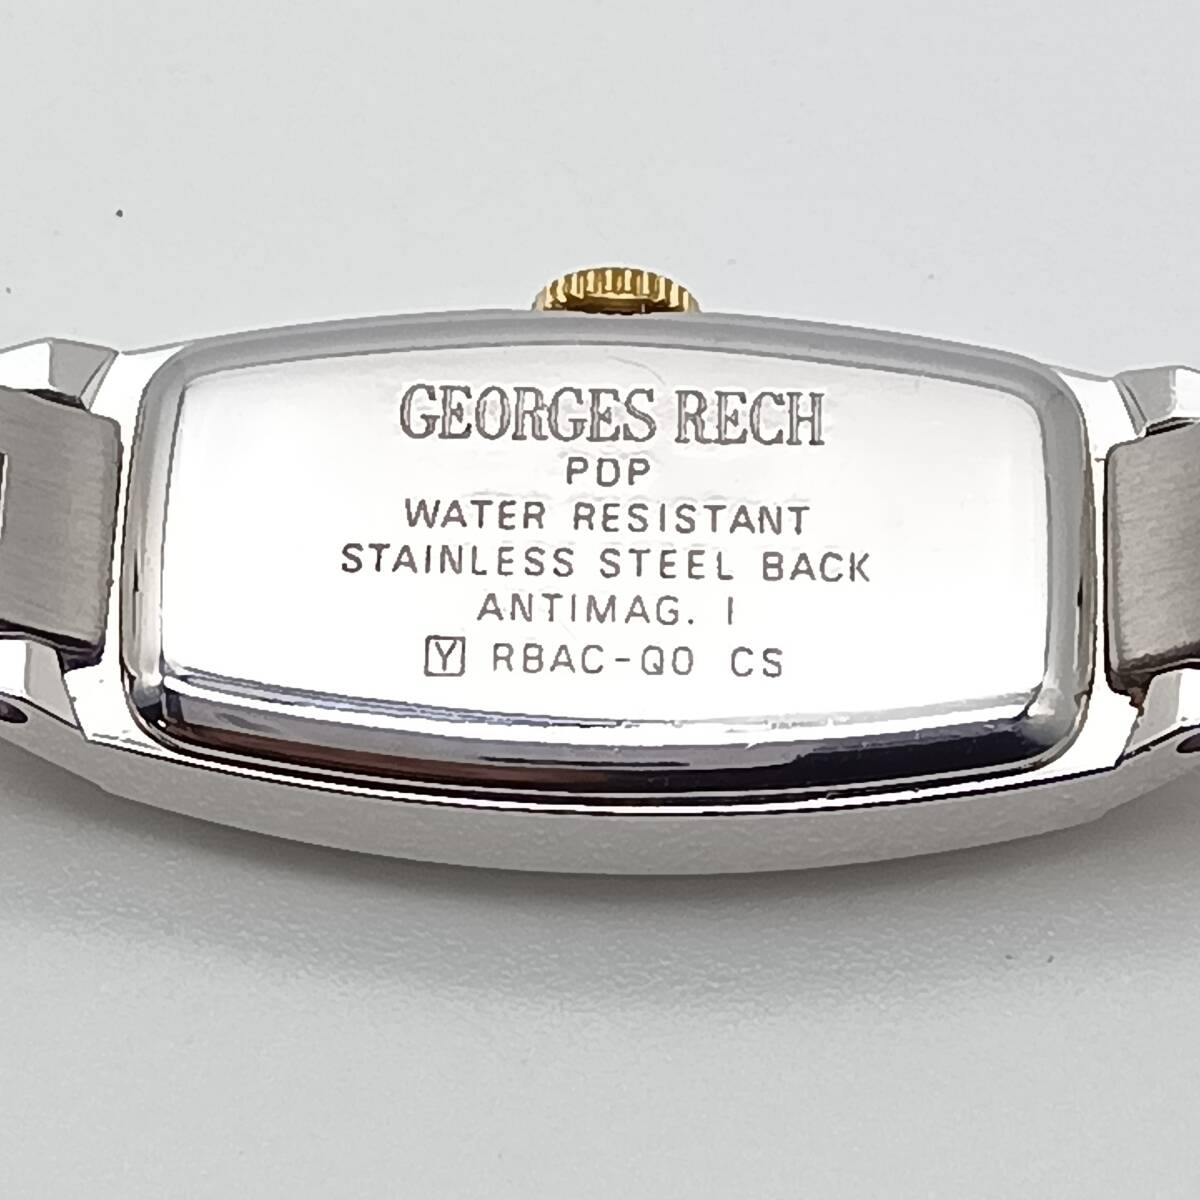 GEORGES RECH
PDP
WATER RESISTANT
STAINLESS STEEL BACK
ANTIMAG. I
Y RBAC-Q0 CS